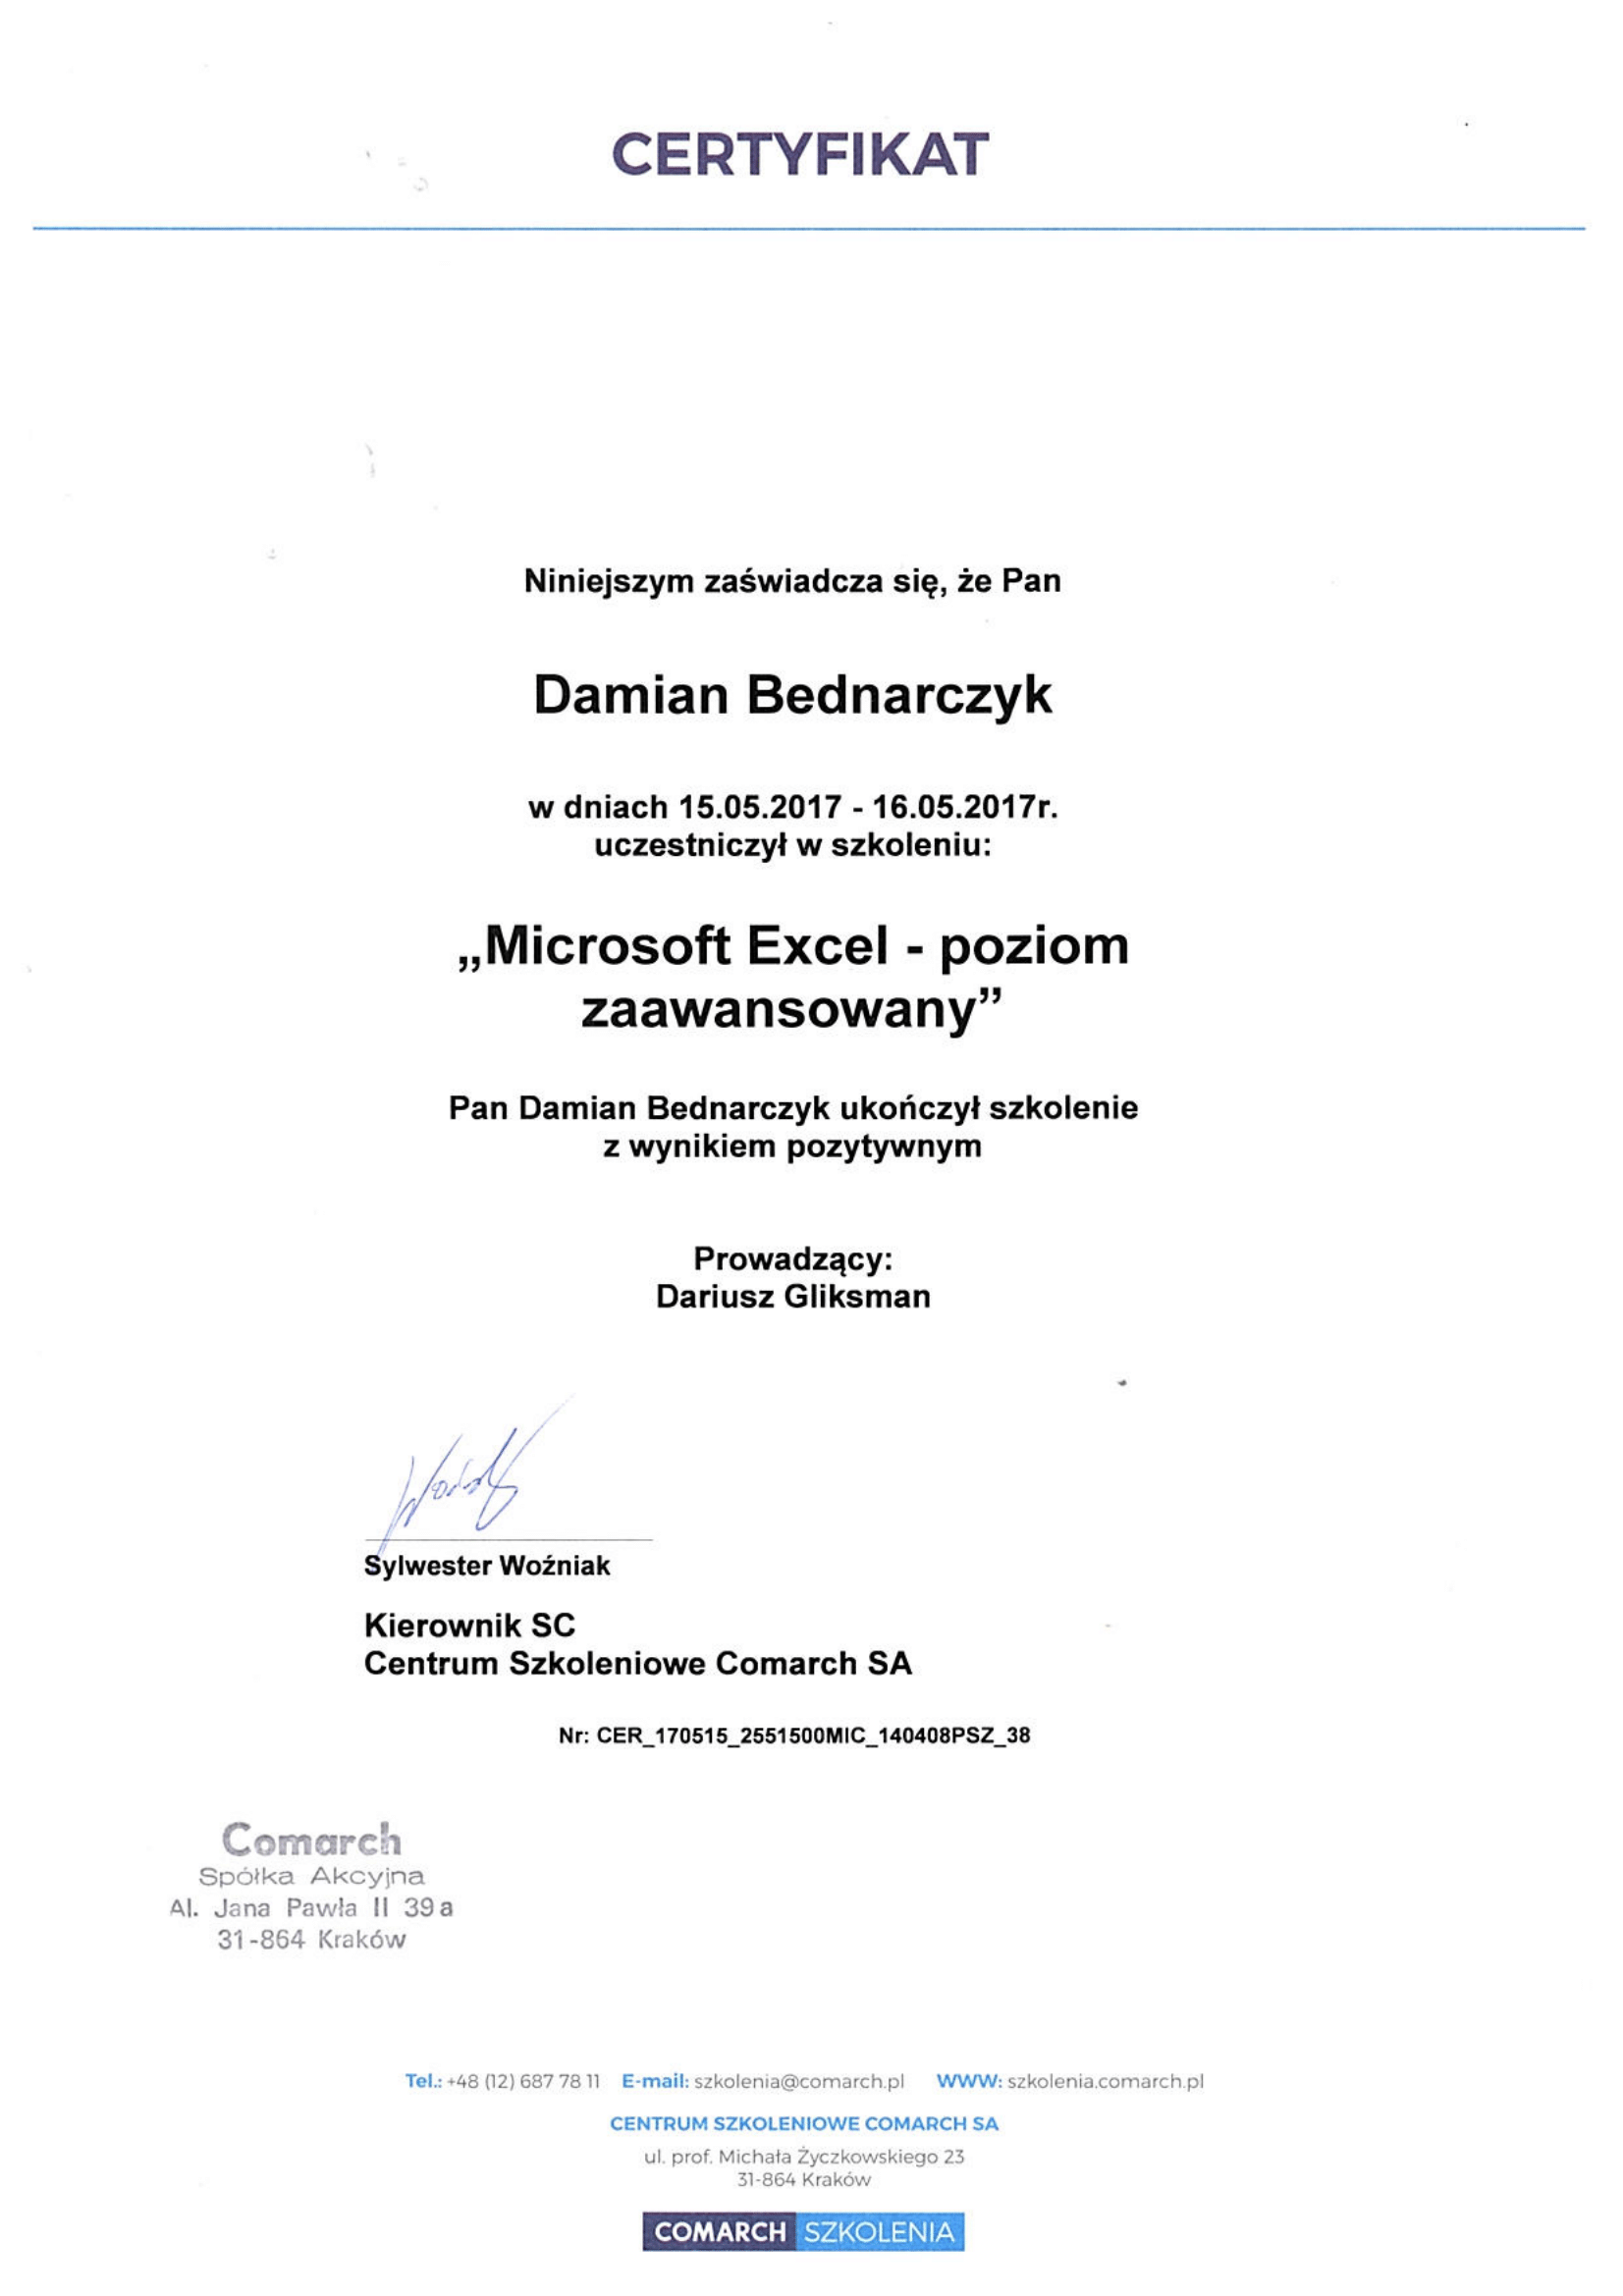 CERTYFIKAT
Niniejszym zaświadcza się, że Pan
Damian Bednarczyk
w dniach 15.05.2017 - 16.05.2017r.
uczestniczył w szkoleniu:
„Microsoft Excel - poziom
zaawansowany”
Pan Damian Bednarczyk ukończył szkolenie
z wynikiem pozytywnym
Prowadzący:
Dariusz Gliksman
Sylwester Woźniak
Kierownik SC
Centrum Szkoleniowe Comarch SA
Nr: CER_170515_2551500MIC_140408PSZ_38
Comarch
Spółka Akcyjna
Al. Jana Pawła II 39 a
31-864 Kraków
Tel.: +48 (12) 687 78 11 E-mail: szkolenia@comarch.pl WWW: szkolenia.comarch.pl
CENTRUM SZKOLENIOWE COMARCH SA
ul. prof. Michała Życzkowskiego 23
31-864 Kraków
COMARCH SZKOLENIA